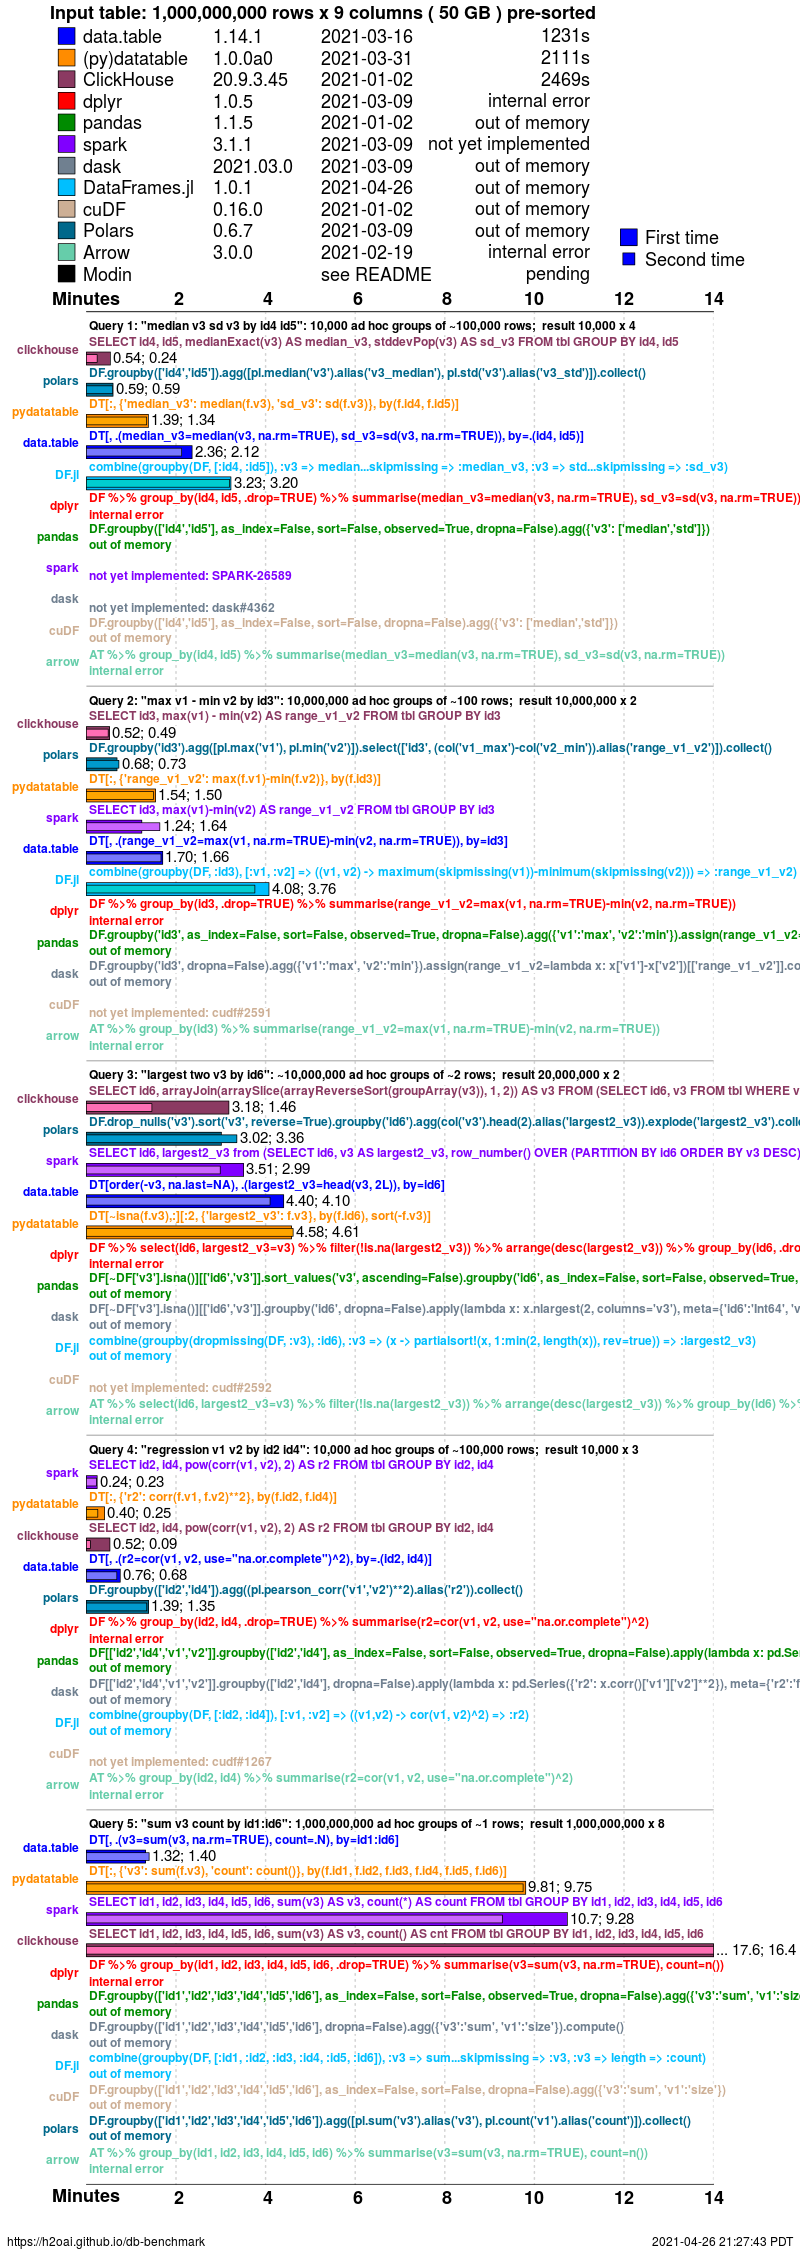 Input table: 1,000,000,000 rows x 9 columns ( 50 GB ) pre-sorted
data.table 1.14.1 2021-03-16 1231s
(py)datatable 1.0.0a0 2021-03-31 2111s
ClickHouse 20.9.3.45 2021-01-02 2469s
dplyr 1.0.5 2021-03-09 internal error
pandas 1.1.5 2021-01-02 out of memory
spark 3.1.1 2021-03-09 not yet implemented
dask 2021.03.0 2021-03-09 out of memory
DataFrames.jl 1.0.1 2021-04-26 out of memory
cuDF 0.16.0 2021-01-02 out of memory
Polars 0.6.7 2021-03-09 out of memory
Arrow 3.0.0 2021-02-19 internal error
Modin see README pending
First time
Second time
Minutes 2 4 6 8 10 12 14
Query 1: "median v3 sd v3 by id4 id5": 10,000 ad hoc groups of ~100,000 rows; result 10,000 x 4
SELECT id4, id5, medianExact(v3) AS median_v3, stddevPop(v3) AS sd_v3 FROM tbl GROUP BY id4, id5
clickhouse 0.54; 0.24
DF.groupby(['id4','id5']).agg([pl.median('v3').alias('v3_median'), pl.std('v3').alias('v3_std')]).collect()
polars 0.59; 0.59
DT[:, {'median_v3': median(f.v3), 'sd_v3': sd(f.v3)}, by(f.id4, f.id5)]
pydatatable 1.39; 1.34
DT[, .(median_v3=median(v3, na.rm=TRUE), sd_v3=sd(v3, na.rm=TRUE)), by=.(id4, id5)]
data.table 2.36; 2.12
combine(groupby(DF, [:id4, :id5]), :v3 => median...skipmissing => :median_v3, :v3 => std...skipmissing => :sd_v3)
DF.jl 3.23; 3.20
DF %>% group_by(id4, id5, .drop=TRUE) %>% summarise(median_v3=median(v3, na.rm=TRUE), sd_v3=sd(v3, na.rm=TRUE))
dplyr internal error
DF.groupby(['id4','id5'], as_index=False, sort=False, observed=True, dropna=False).agg({'v3': ['median','std']})
pandas out of memory
spark not yet implemented: SPARK-26589
dask not yet implemented: dask#4362
DF.groupby(['id4','id5'], as_index=False, sort=False, dropna=False).agg({'v3': ['median','std']})
cuDF out of memory
AT %>% group_by(id4, id5) %>% summarise(median_v3=median(v3, na.rm=TRUE), sd_v3=sd(v3, na.rm=TRUE))
arrow internal error
Query 2: "max v1 - min v2 by id3": 10,000,000 ad hoc groups of ~100 rows; result 10,000,000 x 2
SELECT id3, max(v1) - min(v2) AS range_v1_v2 FROM tbl GROUP BY id3
clickhouse 0.52; 0.49
DF.groupby('id3').agg([pl.max('v1'), pl.min('v2')]).select(['id3', (col('v1_max')-col('v2_min')).alias('range_v1_v2')]).collect()
polars 0.68; 0.73
DT[:, {'range_v1_v2': max(f.v1)-min(f.v2)}, by(f.id3)]
pydatatable 1.54; 1.50
SELECT id3, max(v1)-min(v2) AS range_v1_v2 FROM tbl GROUP BY id3
spark 1.24; 1.64
DT[, .(range_v1_v2=max(v1, na.rm=TRUE)-min(v2, na.rm=TRUE)), by=id3]
data.table 1.70; 1.66
combine(groupby(DF, :id3), [:v1, :v2] => ((v1, v2) -> maximum(skipmissing(v1))-minimum(skipmissing(v2))) => :range_v1_v2)
DF.jl 4.08; 3.76
DF %>% group_by(id3, .drop=TRUE) %>% summarise(range_v1_v2=max(v1, na.rm=TRUE)-min(v2, na.rm=TRUE))
dplyr internal error
DF.groupby('id3', as_index=False, sort=False, observed=True, dropna=False).agg({'v1':'max', 'v2':'min'}).assign(range_v1_v2=
pandas out of memory
DF.groupby('id3', dropna=False).agg({'v1':'max', 'v2':'min'}).assign(range_v1_v2=lambda x: x['v1']-x['v2'])[['range_v1_v2']].co
dask out of memory
cuDF not yet implemented: cudf#2591
AT %>% group_by(id3) %>% summarise(range_v1_v2=max(v1, na.rm=TRUE)-min(v2, na.rm=TRUE))
arrow internal error
Query 3: "largest two v3 by id6": ~10,000,000 ad hoc groups of ~2 rows; result 20,000,000 x 2
SELECT id6, arrayJoin(arraySlice(arrayReverseSort(groupArray(v3)), 1, 2)) AS v3 FROM (SELECT id6, v3 FROM tbl WHERE v
clickhouse 3.18; 1.46
DF.drop_nulls('v3').sort('v3', reverse=True).groupby('id6').agg(col('v3').head(2).alias('largest2_v3')).explode('largest2_v3').coll
polars 3.02; 3.36
SELECT id6, largest2_v3 from (SELECT id6, v3 AS largest2_v3, row_number() OVER (PARTITION BY id6 ORDER BY v3 DESC)
spark 3.51; 2.99
DT[order(-v3, na.last=NA), .(largest2_v3=head(v3, 2L)), by=id6]
data.table 4.40; 4.10
DT[~isna(f.v3),:][:2, {'largest2_v3': f.v3}, by(f.id6), sort(-f.v3)]
pydatatable 4.58; 4.61
DF %>% select(id6, largest2_v3=v3) %>% filter(!is.na(largest2_v3)) %>% arrange(desc(largest2_v3)) %>% group_by(id6, .dro
dplyr internal error
DF[~DF['v3'].isna()][['id6','v3']].sort_values('v3', ascending=False).groupby('id6', as_index=False, sort=False, observed=True,
pandas out of memory
DF[~DF['v3'].isna()][['id6','v3']].groupby('id6', dropna=False).apply(lambda x: x.nlargest(2, columns='v3'), meta={'id6':'Int64', 'v
dask out of memory
combine(groupby(dropmissing(DF, :v3), :id6), :v3 => (x -> partialsort!(x, 1:min(2, length(x)), rev=true)) => :largest2_v3)
DF.jl out of memory
cuDF not yet implemented: cudf#2592
AT %>% select(id6, largest2_v3=v3) %>% filter(!is.na(largest2_v3)) %>% arrange(desc(largest2_v3)) %>% group_by(id6) %>%
arrow internal error
Query 4: "regression v1 v2 by id2 id4": 10,000 ad hoc groups of ~100,000 rows; result 10,000 x 3
SELECT id2, id4, pow(corr(v1, v2), 2) AS r2 FROM tbl GROUP BY id2, id4
spark 0.24; 0.23
DT[:, {'r2': corr(f.v1, f.v2)**2}, by(f.id2, f.id4)]
pydatatable 0.40; 0.25
SELECT id2, id4, pow(corr(v1, v2), 2) AS r2 FROM tbl GROUP BY id2, id4
clickhouse 0.52; 0.09
DT[, .(r2=cor(v1, v2, use="na.or.complete")^2), by=.(id2, id4)]
data.table 0.76; 0.68
DF.groupby(['id2','id4']).agg((pl.pearson_corr('v1','v2')**2).alias('r2')).collect()
polars 1.39; 1.35
DF %>% group_by(id2, id4, .drop=TRUE) %>% summarise(r2=cor(v1, v2, use="na.or.complete")^2)
dplyr internal error
DF[['id2','id4','v1','v2']].groupby(['id2','id4'], as_index=False, sort=False, observed=True, dropna=False).apply(lambda x: pd.Se
pandas out of memory
DF[['id2','id4','v1','v2']].groupby(['id2','id4'], dropna=False).apply(lambda x: pd.Series({'r2': x.corr()['v1']['v2']**2}), meta={'r2':'f
dask out of memory
combine(groupby(DF, [:id2, :id4]), [:v1, :v2] => ((v1,v2) -> cor(v1, v2)^2) => :r2)
DF.jl out of memory
cuDF not yet implemented: cudf#1267
AT %>% group_by(id2, id4) %>% summarise(r2=cor(v1, v2, use="na.or.complete")^2)
arrow internal error
Query 5: "sum v3 count by id1:id6": 1,000,000,000 ad hoc groups of ~1 rows; result 1,000,000,000 x 8
DT[, .(v3=sum(v3, na.rm=TRUE), count=.N), by=id1:id6]
data.table 1.32; 1.40
DT[:, {'v3': sum(f.v3), 'count': count()}, by(f.id1, f.id2, f.id3, f.id4, f.id5, f.id6)]
pydatatable 9.81; 9.75
SELECT id1, id2, id3, id4, id5, id6, sum(v3) AS v3, count(*) AS count FROM tbl GROUP BY id1, id2, id3, id4, id5, id6
spark 10.7; 9.28
SELECT id1, id2, id3, id4, id5, id6, sum(v3) AS v3, count() AS cnt FROM tbl GROUP BY id1, id2, id3, id4, id5, id6
clickhouse ... 17.6; 16.4
DF %>% group_by(id1, id2, id3, id4, id5, id6, .drop=TRUE) %>% summarise(v3=sum(v3, na.rm=TRUE), count=n())
dplyr internal error
DF.groupby(['id1','id2','id3','id4','id5','id6'], as_index=False, sort=False, observed=True, dropna=False).agg({'v3':'sum', 'v1':'size
pandas out of memory
DF.groupby(['id1','id2','id3','id4','id5','id6'], dropna=False).agg({'v3':'sum', 'v1':'size'}).compute()
dask out of memory
combine(groupby(DF, [:id1, :id2, :id3, :id4, :id5, :id6]), :v3 => sum...skipmissing => :v3, :v3 => length => :count)
DF.jl out of memory
DF.groupby(['id1','id2','id3','id4','id5','id6'], as_index=False, sort=False, dropna=False).agg({'v3':'sum', 'v1':'size'})
cuDF out of memory
DF.groupby(['id1','id2','id3','id4','id5','id6']).agg([pl.sum('v3').alias('v3'), pl.count('v1').alias('count')]).collect()
polars out of memory
AT %>% group_by(id1, id2, id3, id4, id5, id6) %>% summarise(v3=sum(v3, na.rm=TRUE), count=n())
arrow internal error
Minutes 2 4 6 8 10 12 14
https://h2oai.github.io/db-benchmark 2021-04-26 21:27:43 PDT